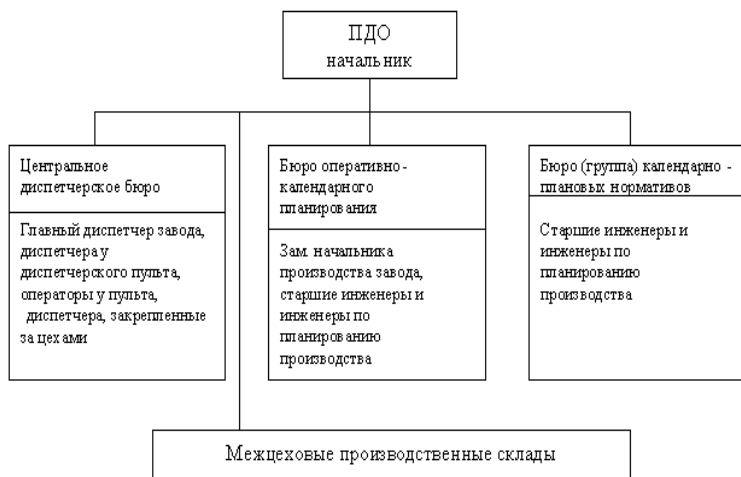 ПДО
начальник
Центральное
диспетчерское бюро
Главный диспетчер завода,
диспетчера у
диспетчерского пульта,
операторы у пульта,
диспетчера, закрепленные
за цехами
Бюро оперативно-
календарного
планирования
Зам. начальника
производства завода,
старшие инженеры и
инженеры по
планированию
производства
Бюро (группа) календарно -
плановых нормативов
Старшие инженеры и
инженеры по
планированию
производства
Межцеховые производственные склады